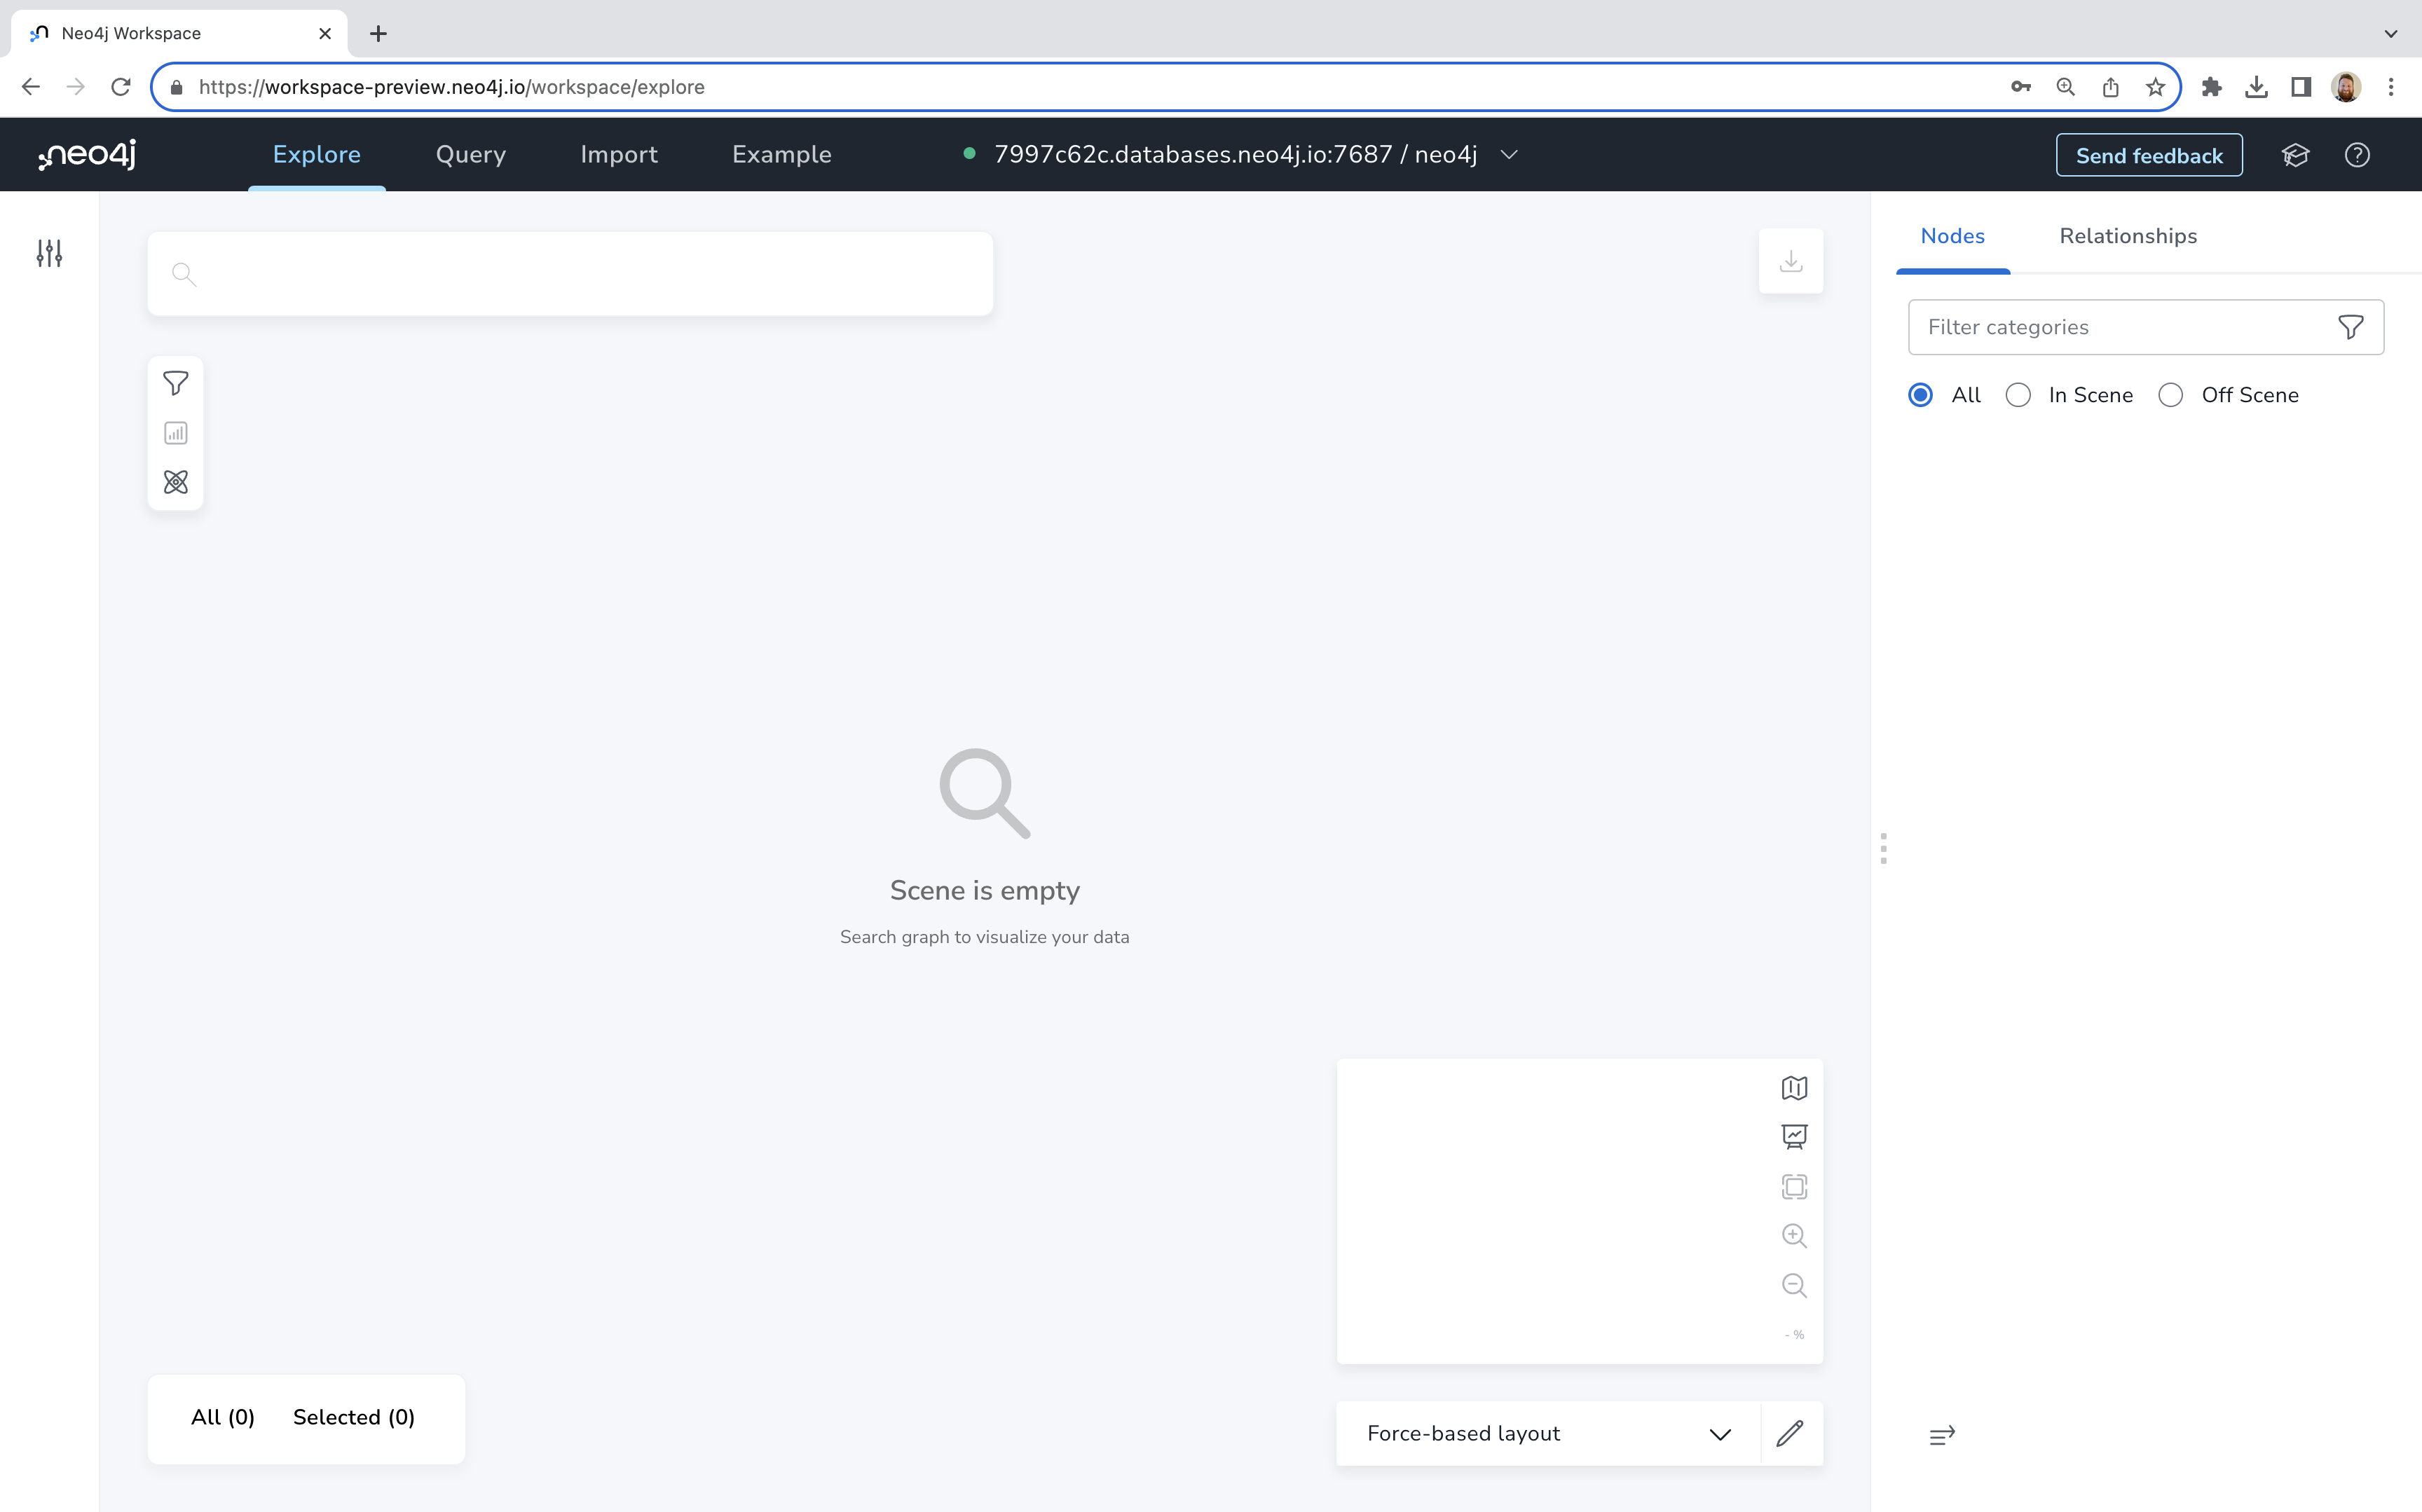 Neo4j Workspace
https://workspace-preview.neo4j.io/workspace/explore
neo4j Explore Query Import Example 7997c62c.databases.neo4j.io:7687 / neo4j Send feedback
Nodes Relationships
Filter categories
All In Scene Off Scene
Scene is empty
Search graph to visualize your data
- %
All (0) Selected (0)
Force-based layout